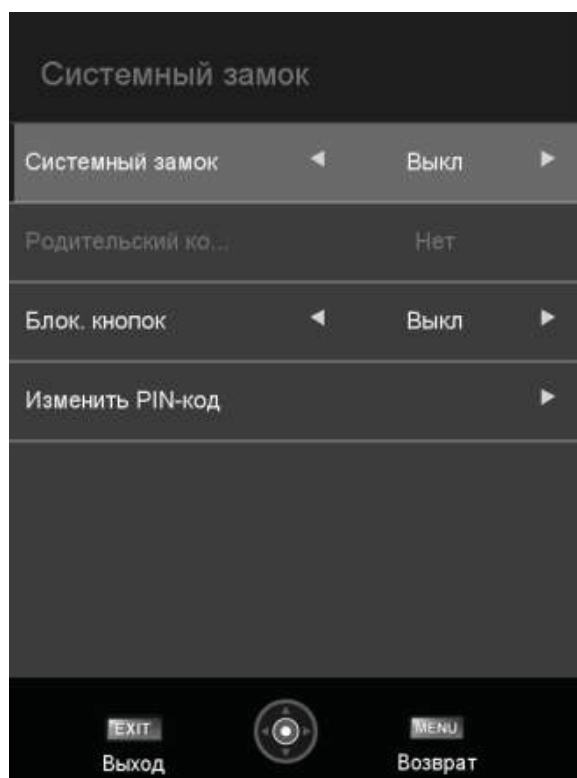 Системный замок
Системный замок ◄ Выкл ►
Родительский ко... Нет
Блок. кнопок ◄ Выкл ►
Изменить PIN-код ►
EXIT MENU
Выход Возврат